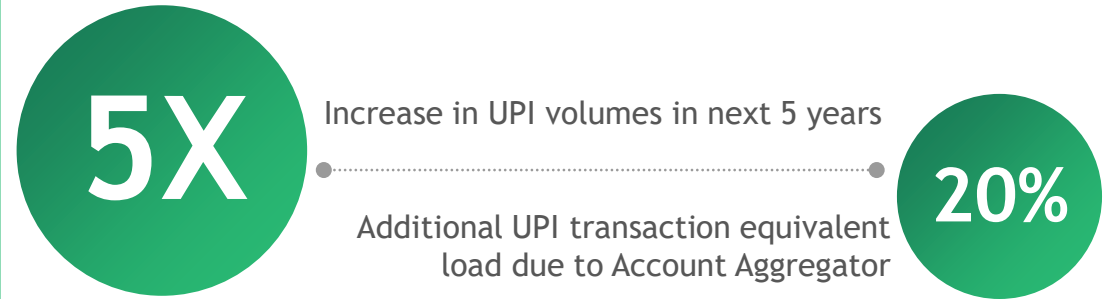 5X
Increase in UPI volumes in next 5 years
Additional UPI transaction equivalent
load due to Account Aggregator
20%